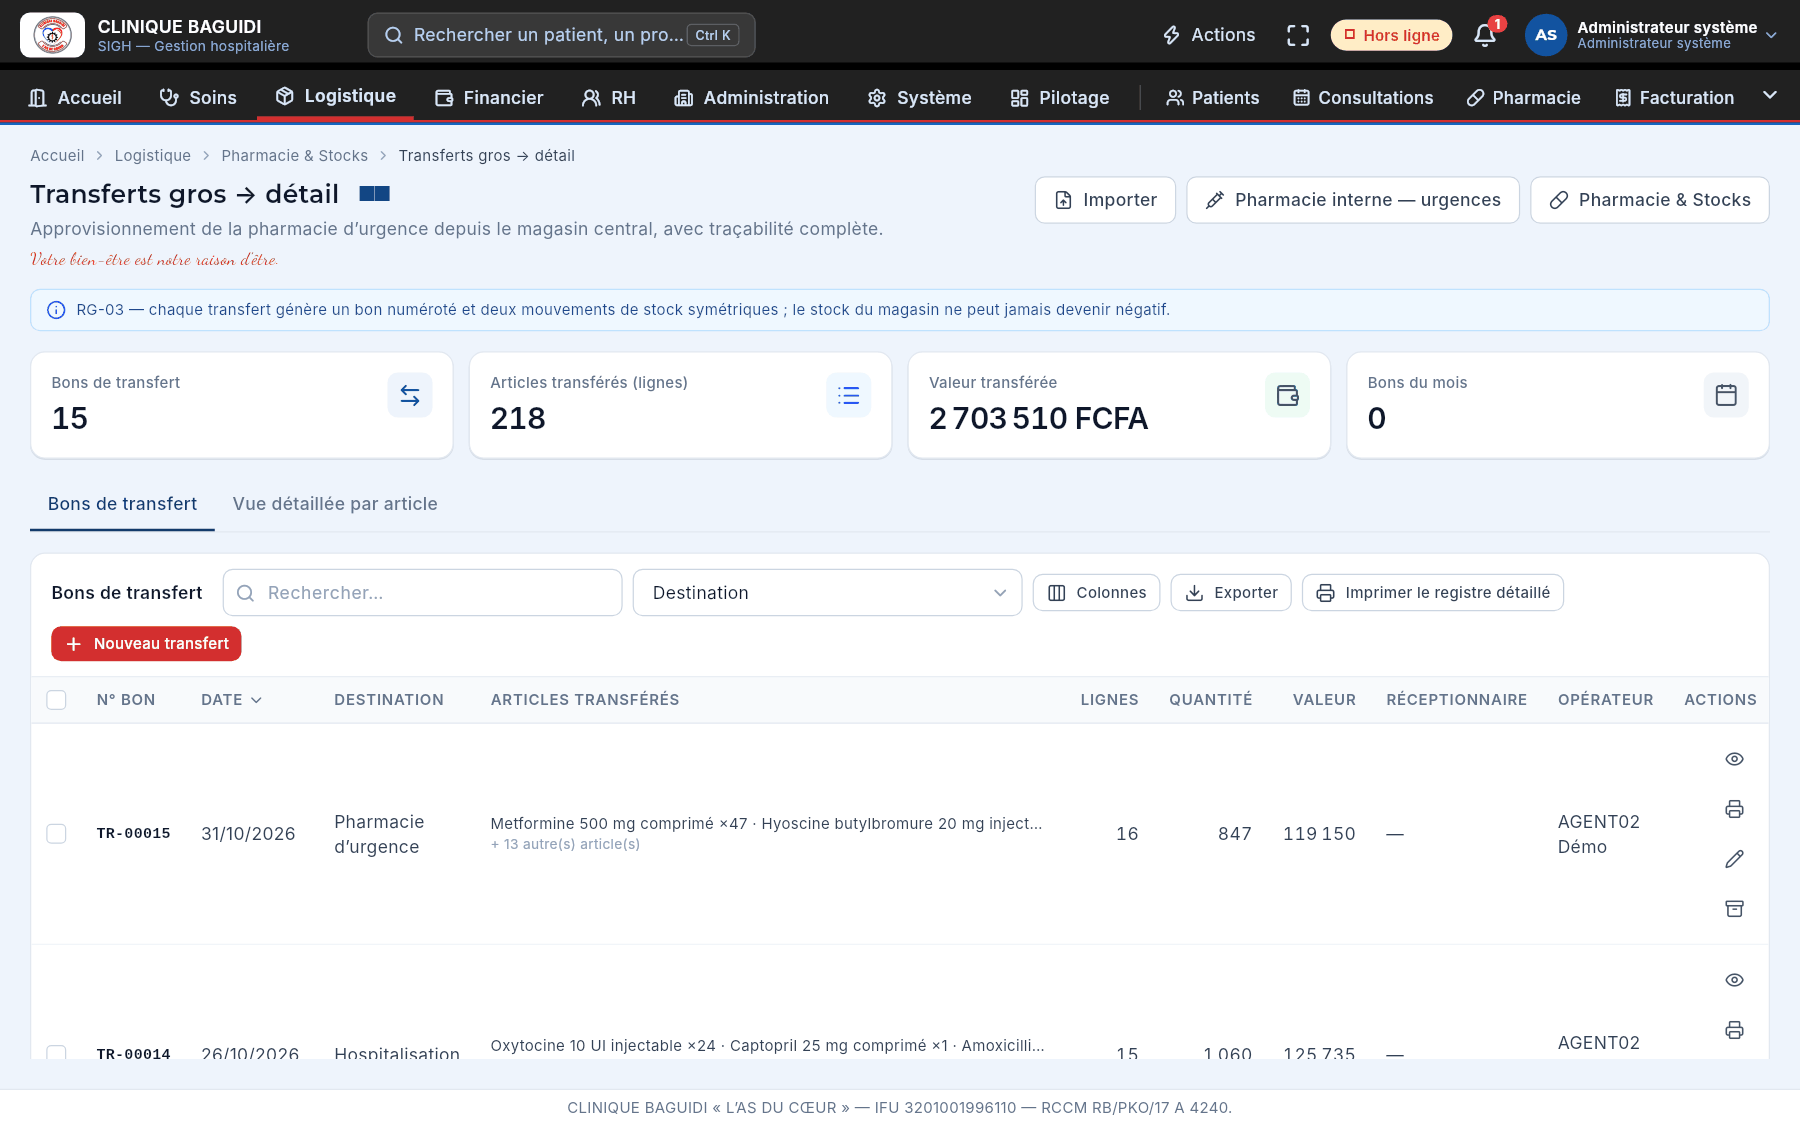 CLINIQUE BAGUIDI
SIGH — Gestion hospitalière
Rechercher un patient, un pro... Ctrl K
Actions
Hors ligne
1
AS
Administrateur système
Administrateur système
Accueil
Soins
Logistique
Financier
RH
Administration
Système
Pilotage
Patients
Consultations
Pharmacie
Facturation
Accueil > Logistique > Pharmacie & Stocks > Transferts gros → détail
Transferts gros → détail
Importer
Pharmacie interne — urgences
Pharmacie & Stocks
Approvisionnement de la pharmacie d’urgence depuis le magasin central, avec traçabilité complète.
Votre bien-être est notre raison d'être.
RG-03 — chaque transfert génère un bon numéroté et deux mouvements de stock symétriques ; le stock du magasin ne peut jamais devenir négatif.
Bons de transfert
15
Articles transférés (lignes)
218
Valeur transférée
2 703 510 FCFA
Bons du mois
0
Bons de transfert
Vue détaillée par article
Bons de transfert
Rechercher...
Destination
Colonnes
Exporter
Imprimer le registre détaillé
+ Nouveau transfert
N° BON DATE DESTINATION ARTICLES TRANSFÉRÉS LIGNES QUANTITÉ VALEUR RÉCEPTIONNAIRE OPÉRATEUR ACTIONS
TR-00015 31/10/2026 Pharmacie d’urgence Metformine 500 mg comprimé ×47 · Hyoscine butylbromure 20 mg inject... 16 847 119 150 — AGENT02 Démo
+ 13 autre(s) article(s)
TR-00014 26/10/2026 Hospitalisation Oxytocine 10 UI injectable ×24 · Captopril 25 mg comprimé ×1 · Amoxicilli... 15 1 060 125 735 — AGENT02
CLINIQUE BAGUIDI « L’AS DU CŒUR » — IFU 3201001996110 — RCCM RB/PKO/17 A 4240.